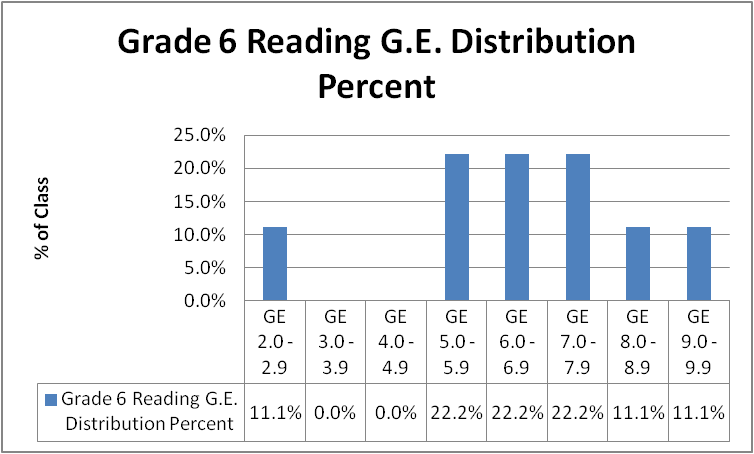 Grade 6 Reading G.E. Distribution
Percent
% of Class
25.0%
20.0%
15.0%
10.0%
5.0%
0.0%
GE GE GE GE GE GE GE GE
2.0 - 3.0 - 4.0 - 5.0 - 6.0 - 7.0 - 8.0 - 9.0 -
2.9 3.9 4.9 5.9 6.9 7.9 8.9 9.9
Grade 6 Reading G.E.
Distribution Percent
11.1% 0.0% 0.0% 22.2% 22.2% 22.2% 11.1% 11.1%